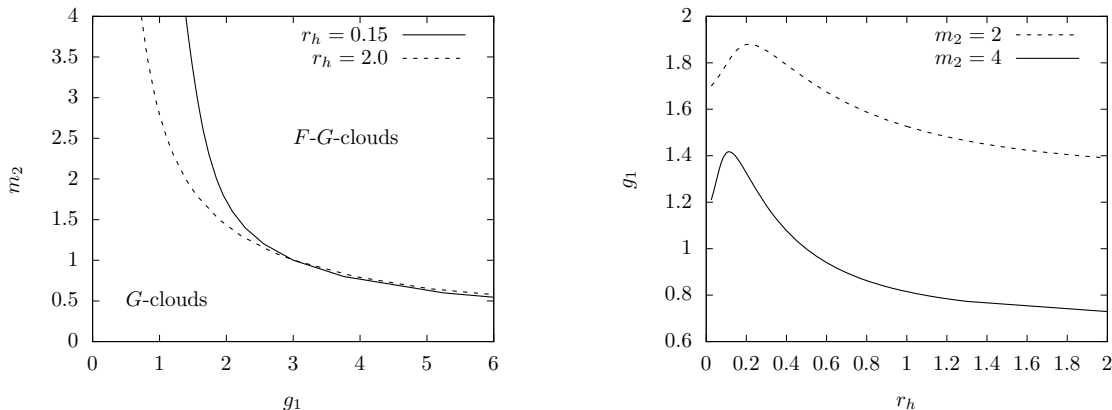 4
3.5
3
2.5
2
1.5
1
0.5
0
m₂
r_h = 0.15
r_h = 2.0
F-G-clouds
G-clouds
0 1 2 3 4 5 6
g₁
2
1.8
1.6
1.4
1.2
1
0.8
0.6
g₁
m₂ = 2
m₂ = 4
0 0.2 0.4 0.6 0.8 1 1.2 1.4 1.6 1.8 2
r_h